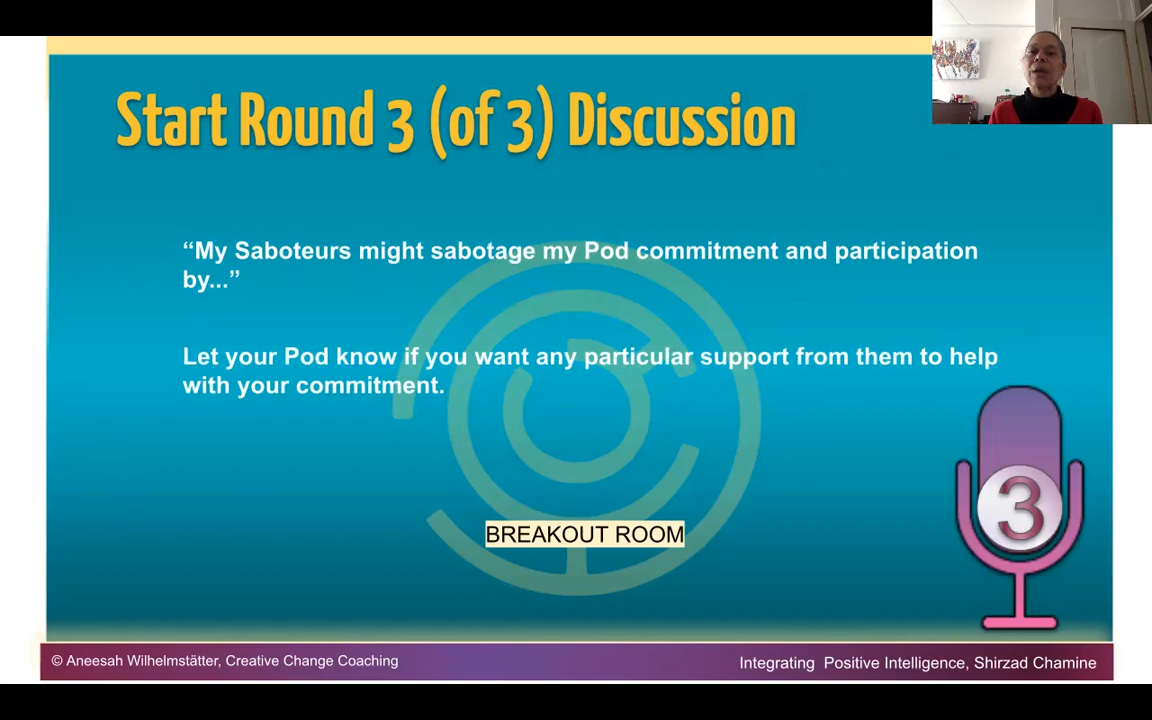 Start Round 3 (of 3) Discussion
“My Saboteurs might sabotage my Pod commitment and participation
by...”
Let your Pod know if you want any particular support from them to help
with your commitment.
BREAKOUT ROOM
3
© Aneesah Wilhelmstätter, Creative Change Coaching
Integrating  Positive Intelligence, Shirzad Chamine